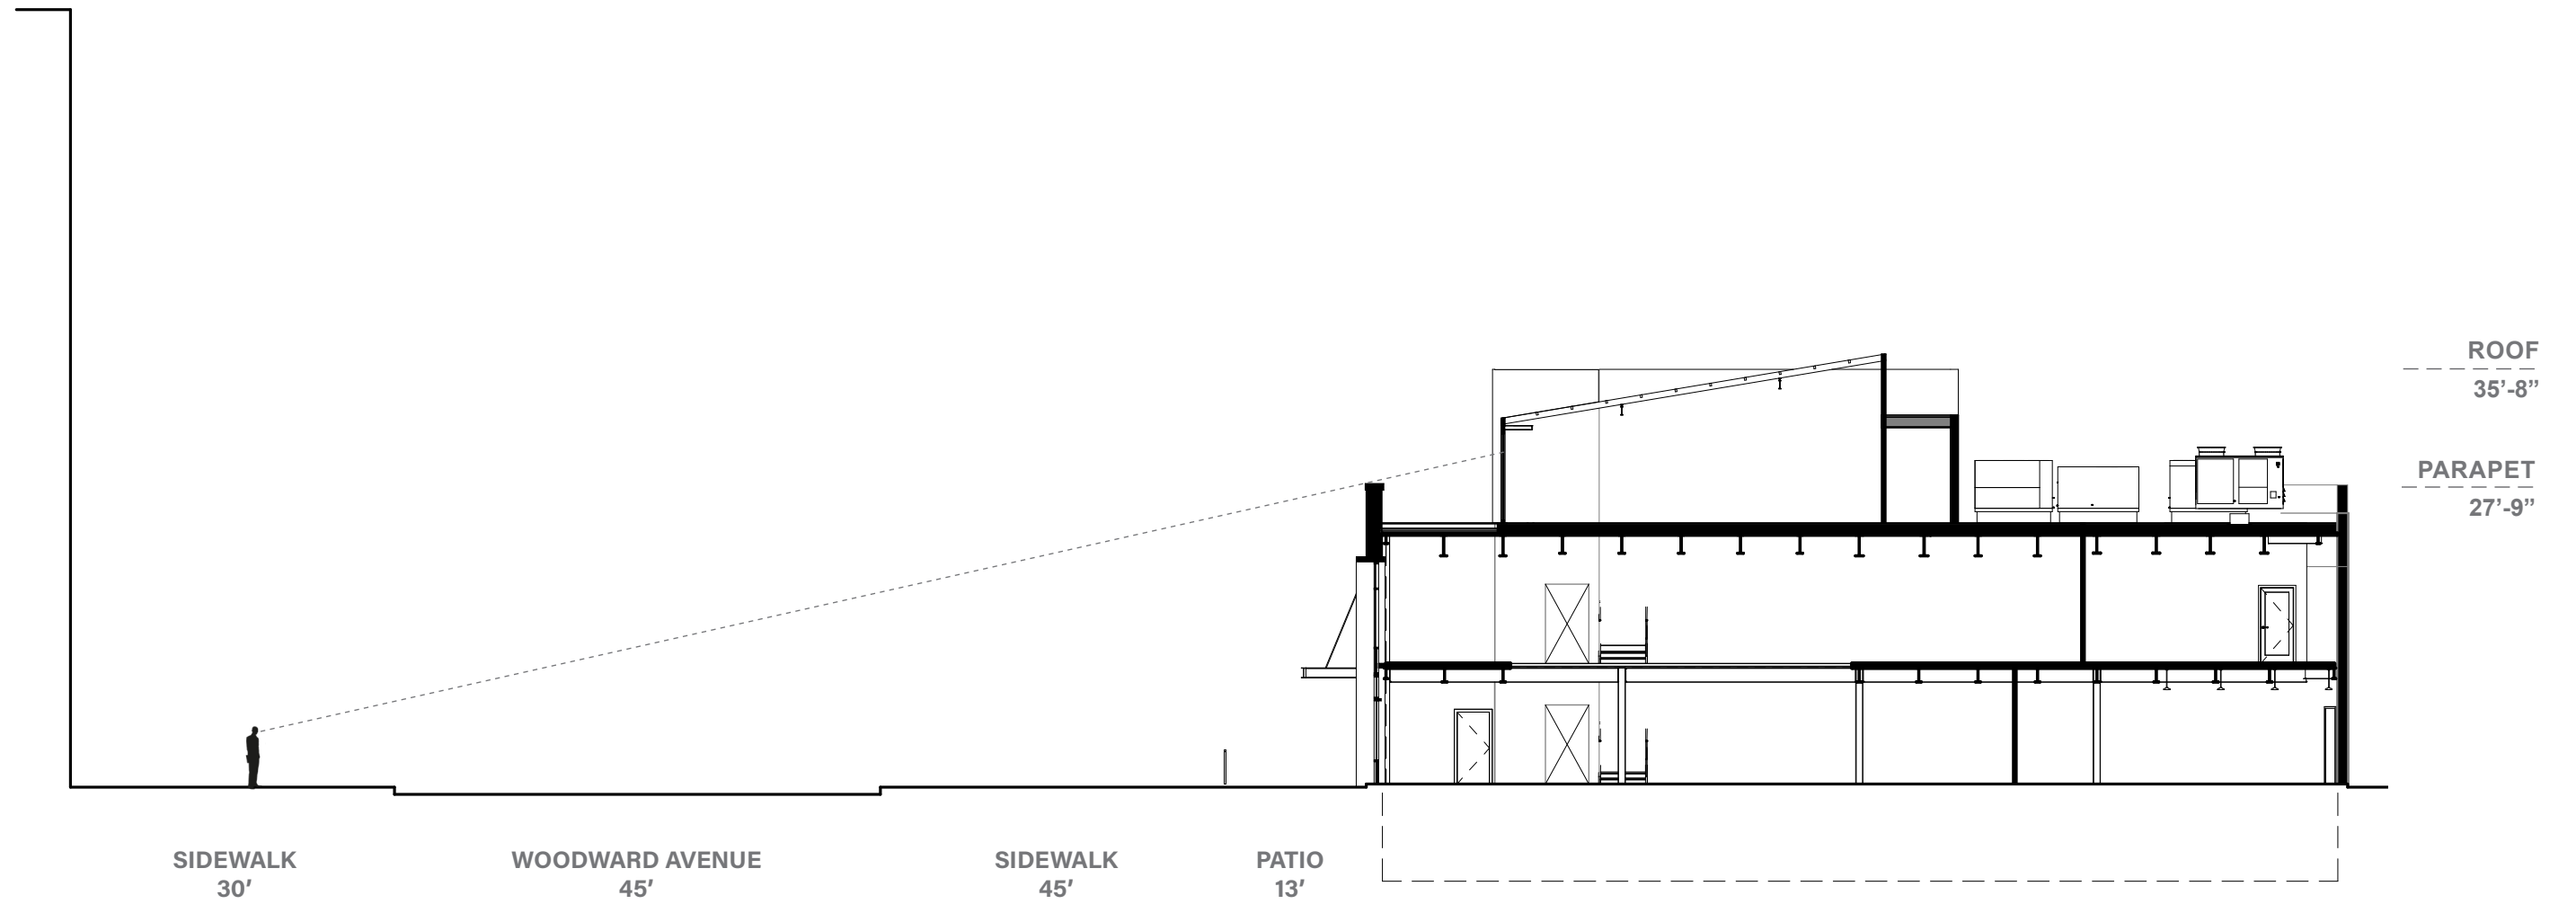 ROOF
35’-8”
PARAPET
27’-9”
SIDEWALK
30′
WOODWARD AVENUE
45′
SIDEWALK
45′
PATIO
13′